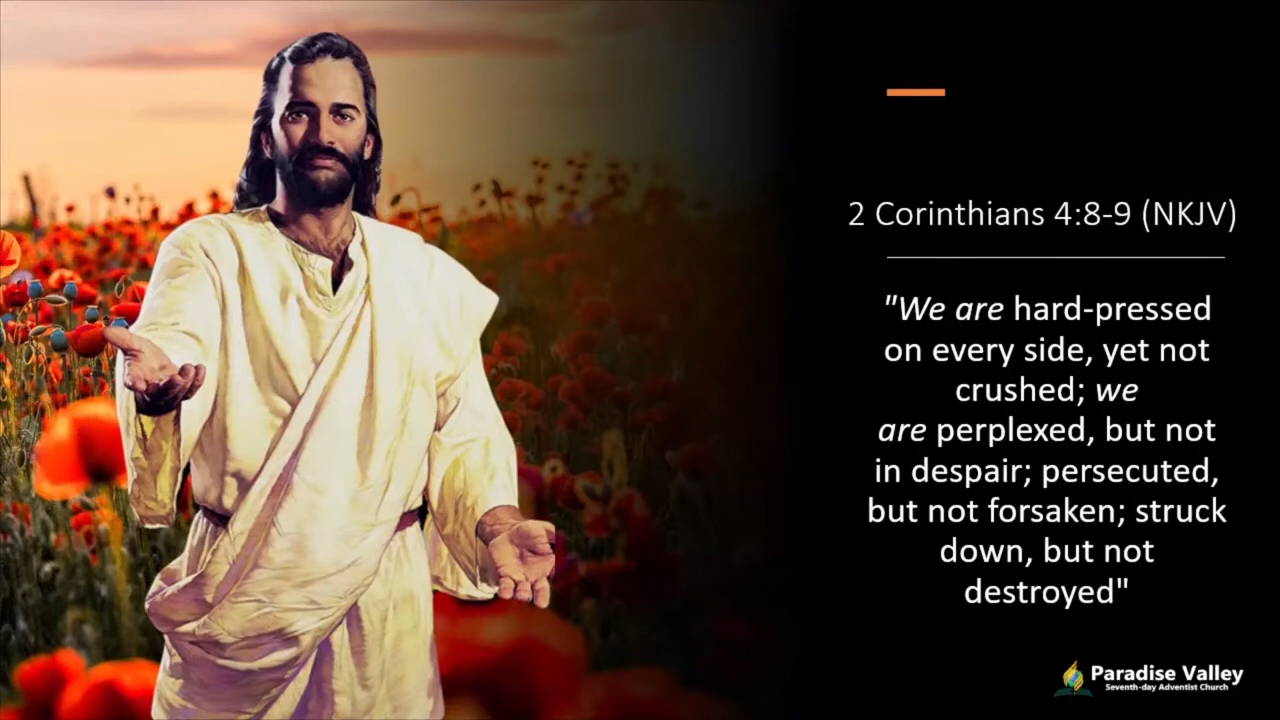 2 Corinthians 4:8-9 (NKJV)
"We are hard-pressed
on every side, yet not
crushed; we
are perplexed, but not
in despair; persecuted,
but not forsaken; struck
down, but not
destroyed"
Paradise Valley
Seventh-day Adventist Church